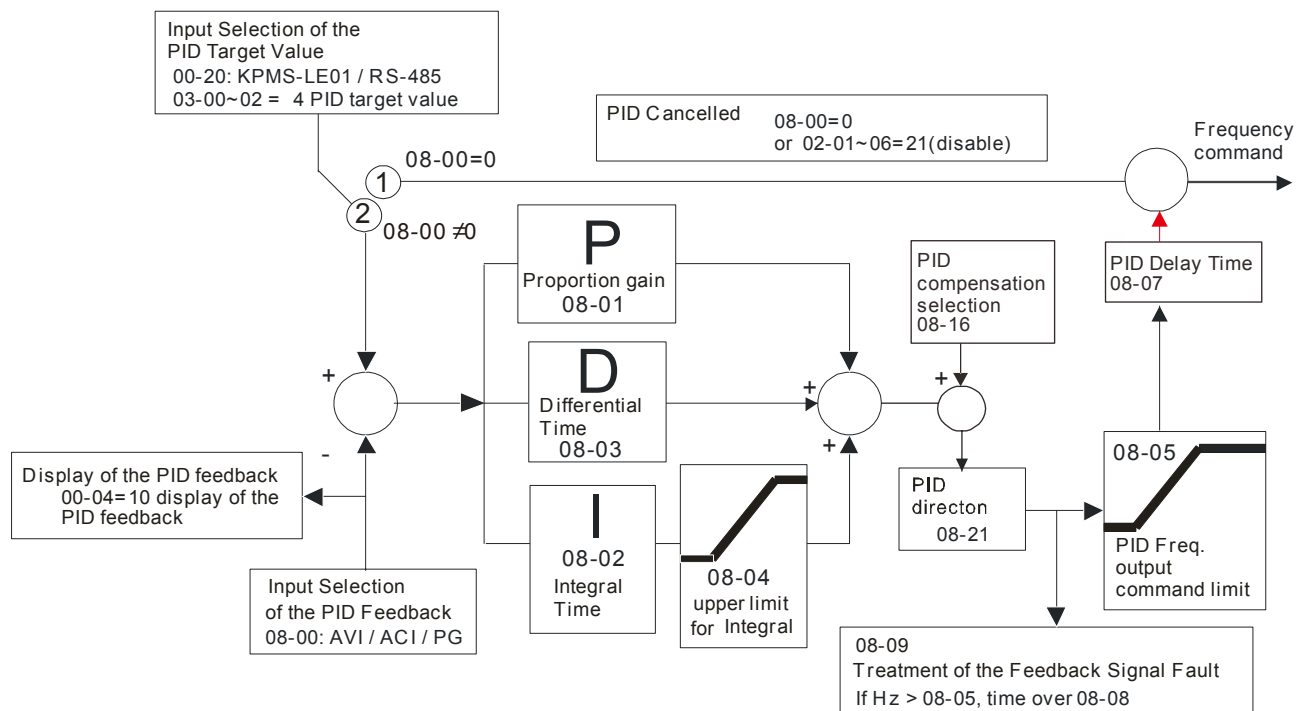 Input Selection of the
PID Target Value
00-20: KPMS-LE01 / RS-485
03-00~02 = 4 PID target value
PID Cancelled 08-00=0
or 02-01~06=21(disable)
Frequency
command
08-00=0
1
2
08-00 ≠0
P
Proportion gain
08-01
PID
compensation
selection
08-16
PID Delay Time
08-07
+
-
D
Differential
Time
08-03
+
+
+
Display of the PID feedback
00-04=10 display of the
PID feedback
I
08-02
Integral
Time
08-04
upper limit
for Integral
PID
directon
08-21
08-05
PID Freq.
output
command limit
Input Selection
of the PID Feedback
08-00: AVI / ACI / PG
08-09
Treatment of the Feedback Signal Fault
If Hz > 08-05, time over 08-08